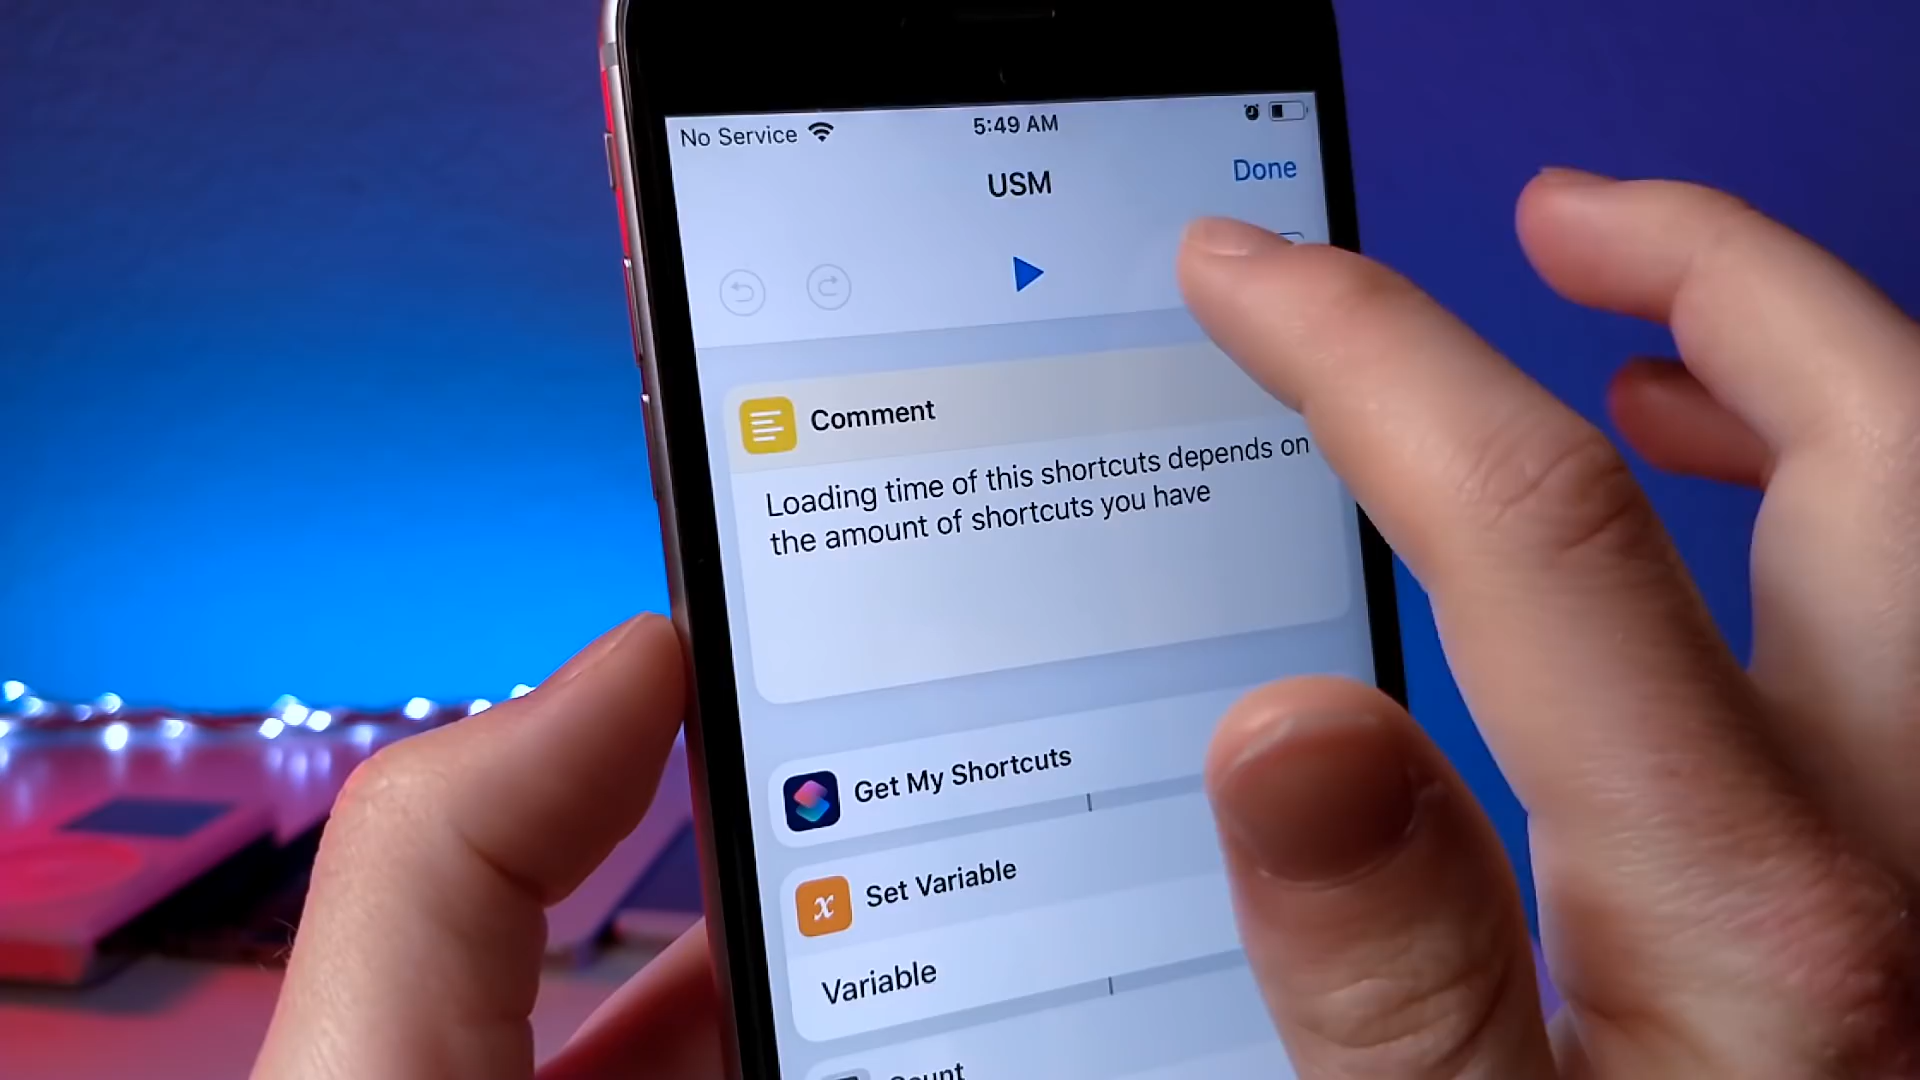 No Service
5:49 AM
USM
Done
Comment
Loading time of this shortcuts depends on
the amount of shortcuts you have
Get My Shortcuts
x
Set Variable
Variable